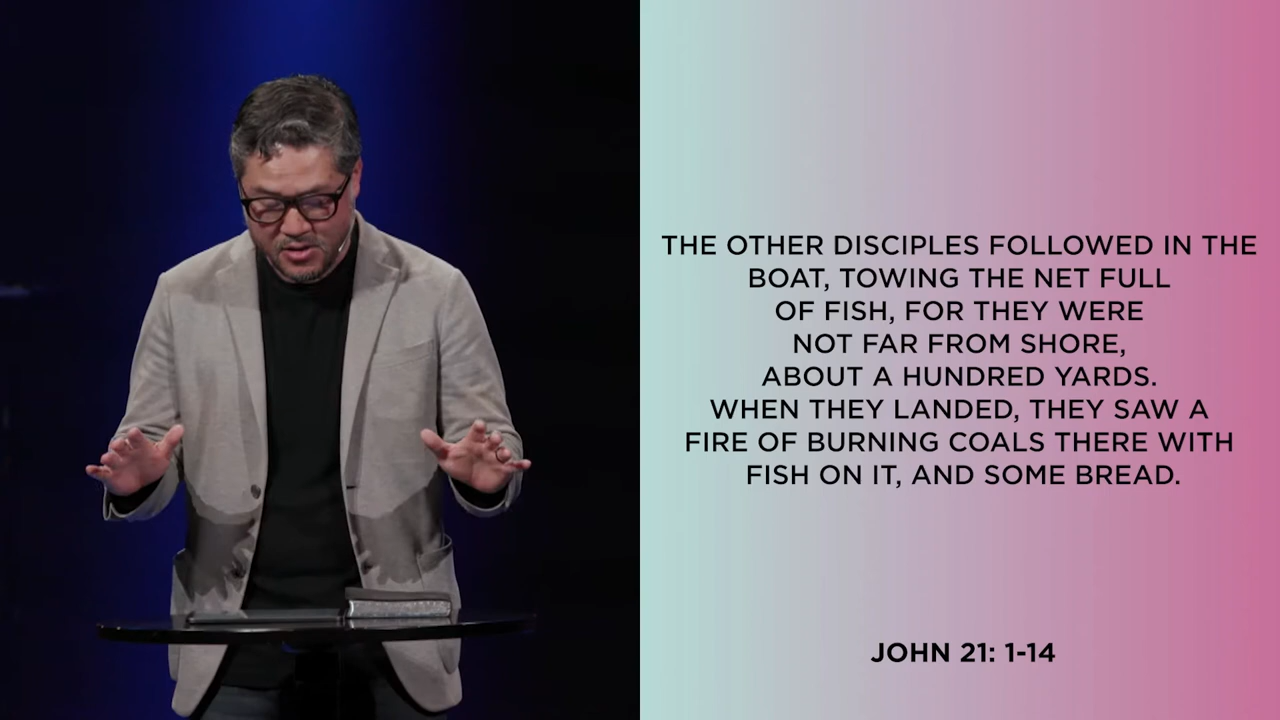 THE OTHER DISCIPLES FOLLOWED IN THE
BOAT, TOWING THE NET FULL
OF FISH, FOR THEY WERE
NOT FAR FROM SHORE,
ABOUT A HUNDRED YARDS.
WHEN THEY LANDED, THEY SAW A
FIRE OF BURNING COALS THERE WITH
FISH ON IT, AND SOME BREAD.
JOHN 21: 1-14